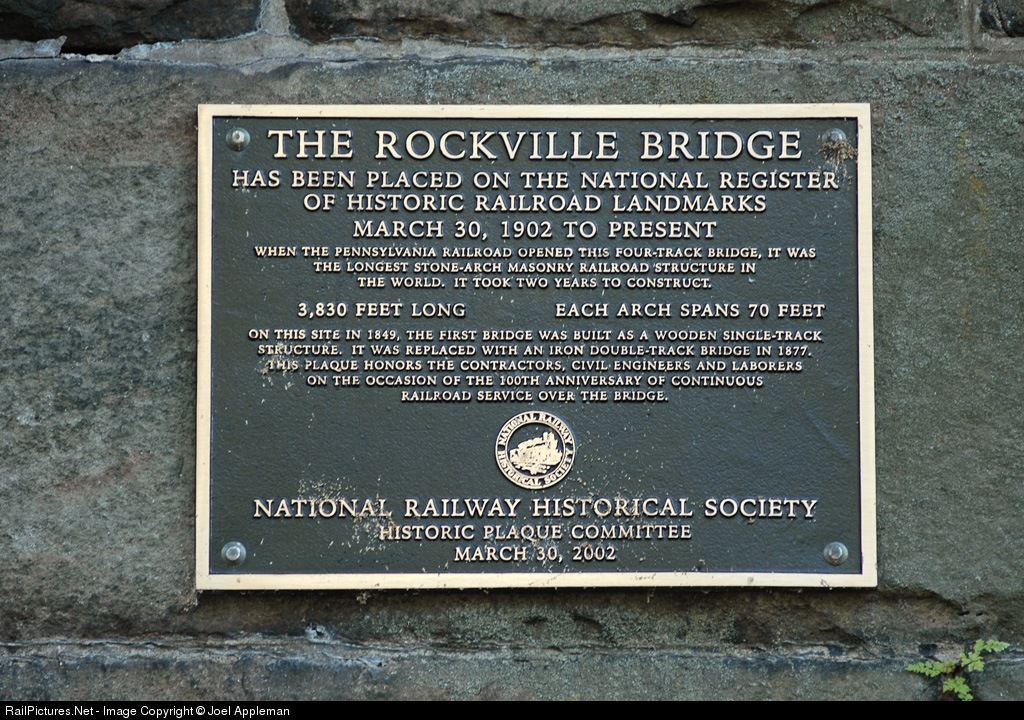 THE ROCKVILLE BRIDGE
HAS BEEN PLACED ON THE NATIONAL REGISTER
OF HISTORIC RAILROAD LANDMARKS
MARCH 30, 1902 TO PRESENT
WHEN THE PENNSYLVANIA RAILROAD OPENED THIS FOUR-TRACK BRIDGE, IT WAS
THE LONGEST STONE-ARCH MASONRY RAILROAD STRUCTURE IN
THE WORLD. IT TOOK TWO YEARS TO CONSTRUCT.
3,830 FEET LONG EACH ARCH SPANS 70 FEET
ON THIS SITE IN 1849, THE FIRST BRIDGE WAS BUILT AS A WOODEN SINGLE-TRACK
STRUCTURE. IT WAS REPLACED WITH AN IRON DOUBLE-TRACK BRIDGE IN 1877.
THIS PLAQUE HONORS THE CONTRACTORS, CIVIL ENGINEERS AND LABORERS
ON THE OCCASION OF THE 100TH ANNIVERSARY OF CONTINUOUS
RAILROAD SERVICE OVER THE BRIDGE.
NATIONAL RAILWAY
HISTORICAL SOCIETY
NATIONAL RAILWAY HISTORICAL SOCIETY
HISTORIC PLAQUE COMMITTEE
MARCH 30, 2002
RailPictures.Net - Image Copyright © Joel Appleman